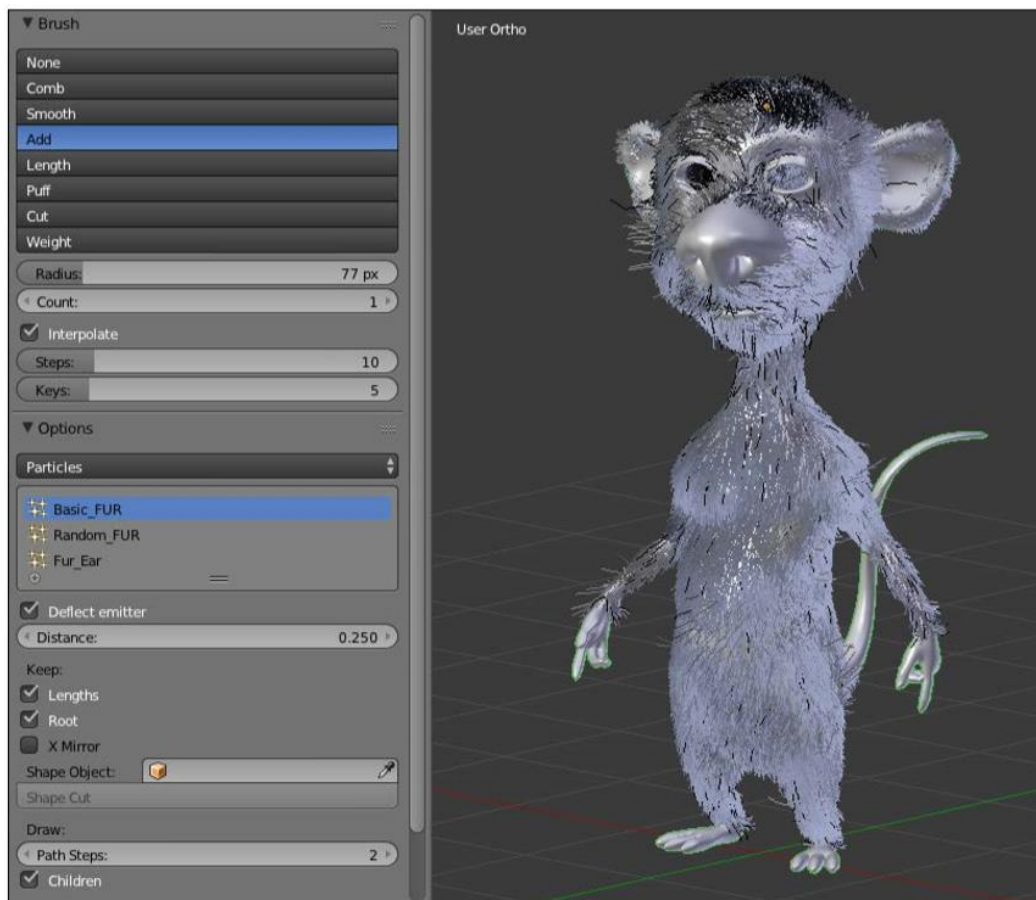 Brush
None
Comb
Smooth
Add
Length
Puff
Cut
Weight
Radius: 77 px
Count: 1
Interpolate
Steps: 10
Keys: 5
Options
Particles
Basic_FUR
Random_FUR
Fur_Ear
Deflect emitter
Distance: 0.250
Keep:
Lengths
Root
X Mirror
Shape Object:
Shape Cut
Draw:
Path Steps: 2
Children
User Ortho